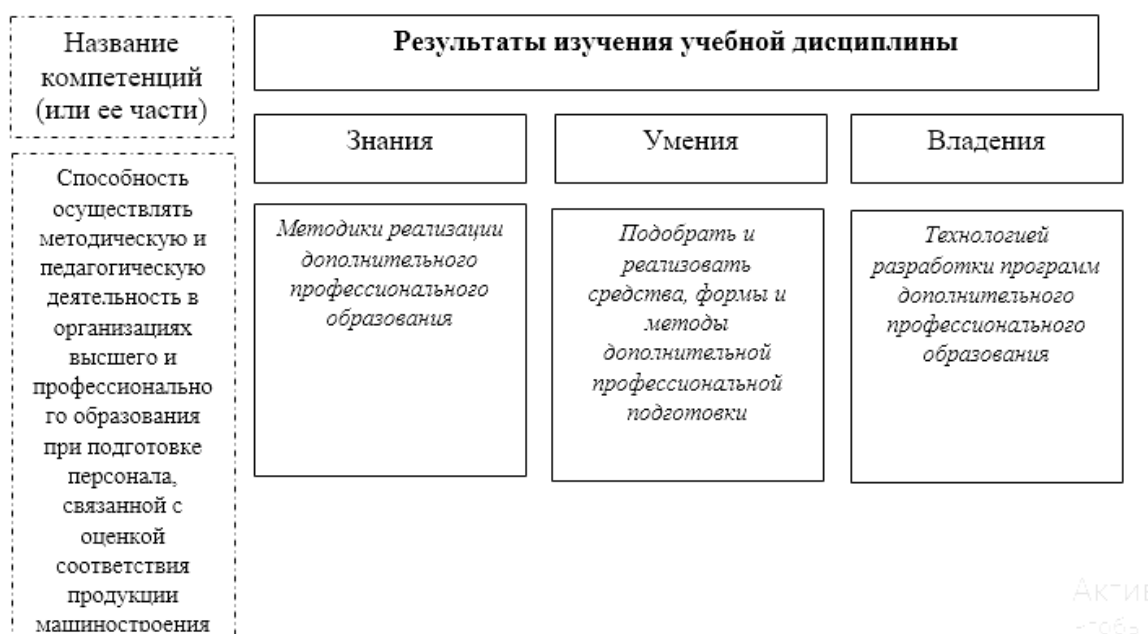 Название
компетенций
(или ее части)
Результаты изучения учебной дисциплины
Знания
Умения
Владения
Способность
осуществлять
методическую и
педагогическую
деятельность в
организациях
высшего и
профессионально
го образования
при подготовке
персонала,
связанной с
оценкой
соответствия
продукции
машиностроения
Методики реализации
дополнительного
профессионального
образования
Подобрать и
реализовать
средства, формы и
методы
дополнительной
профессиональной
подготовки
Технологией
разработки программ
дополнительного
профессионального
образования
Актив
чтобы